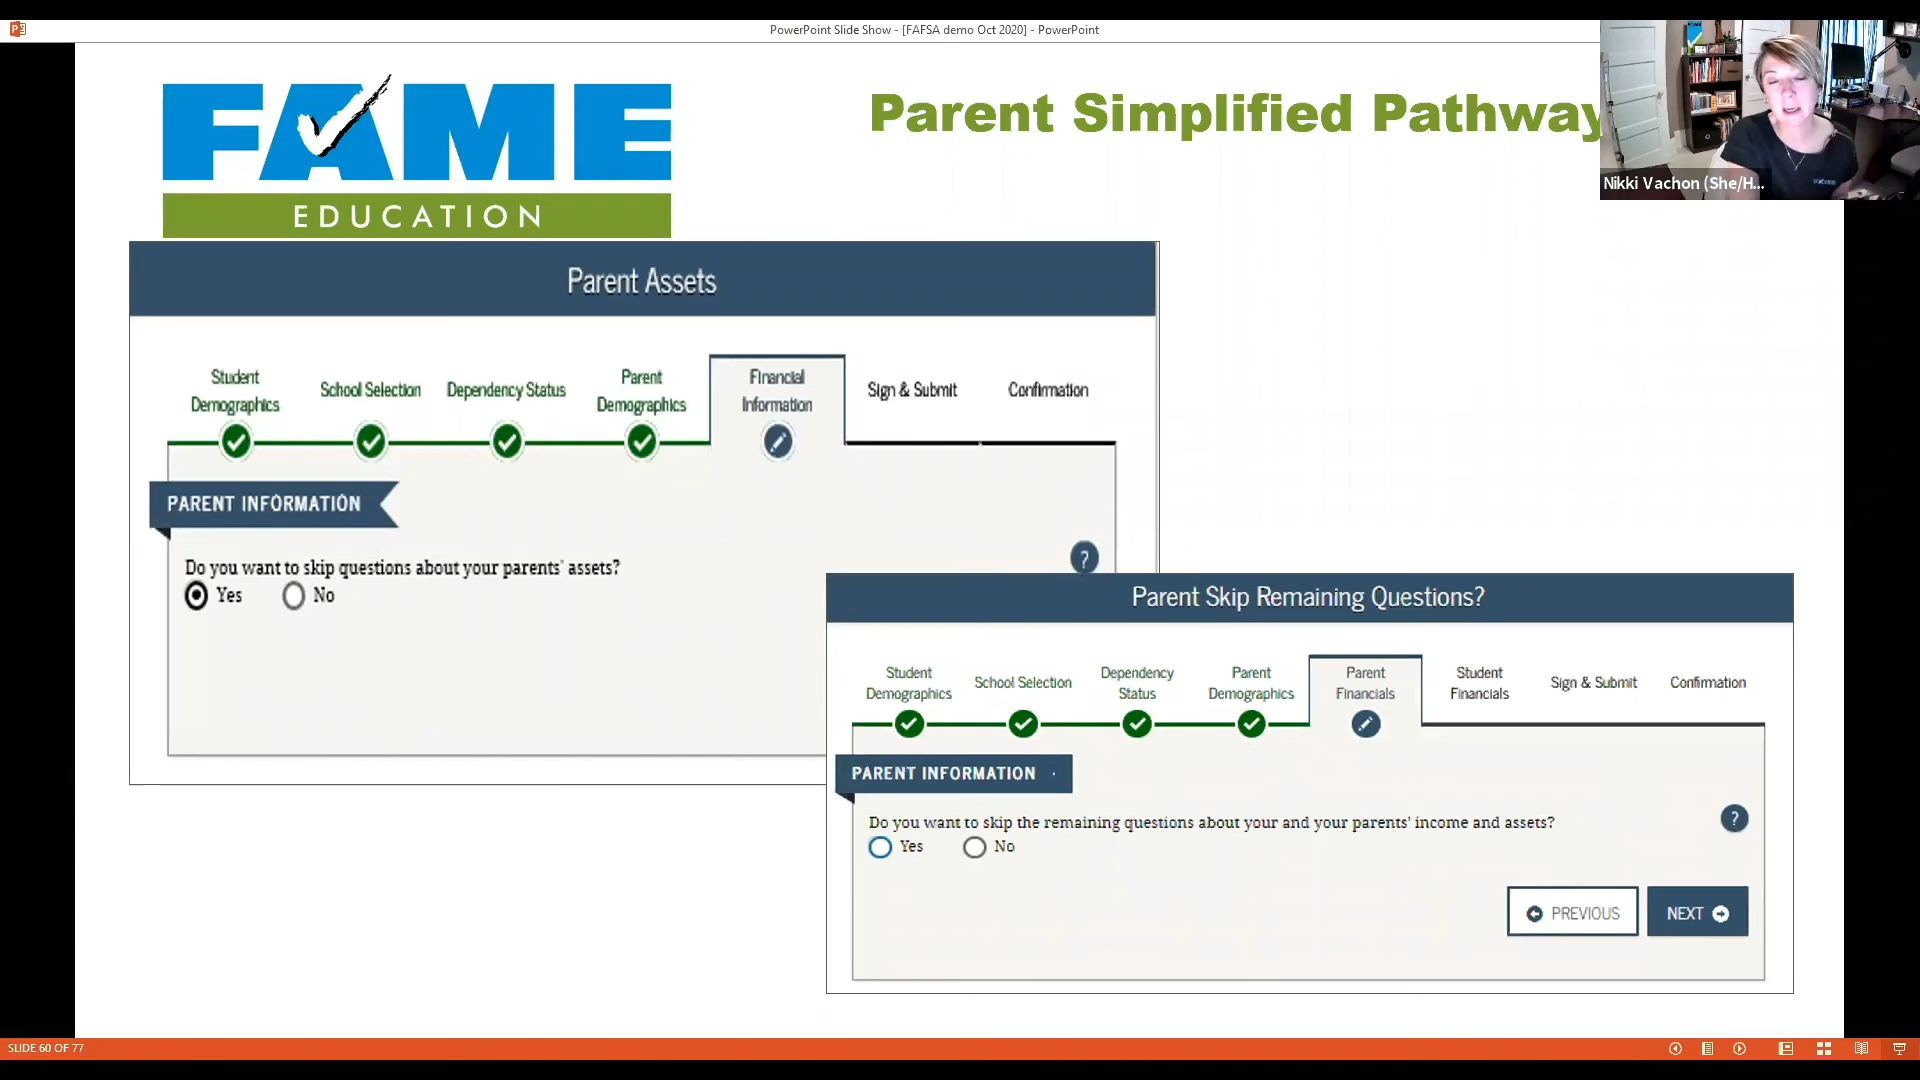 PowerPoint Slide Show - [FAFSA demo Oct 2020] - PowerPoint
FAME
EDUCATION
Parent Simplified Pathway
Nikki Vachon (She/H...
Parent Assets
Student Demographics
School Selection
Dependency Status
Parent Demographics
Financial Information
Sign & Submit
Confirmation
PARENT INFORMATION
Do you want to skip questions about your parents' assets?
?
Yes
No
Parent Skip Remaining Questions?
Student Demographics
School Selection
Dependency Status
Parent Demographics
Parent Financials
Student Financials
Sign & Submit
Confirmation
PARENT INFORMATION
Do you want to skip the remaining questions about your and your parents' income and assets?
?
Yes
No
PREVIOUS
NEXT
SLIDE 60 OF 77